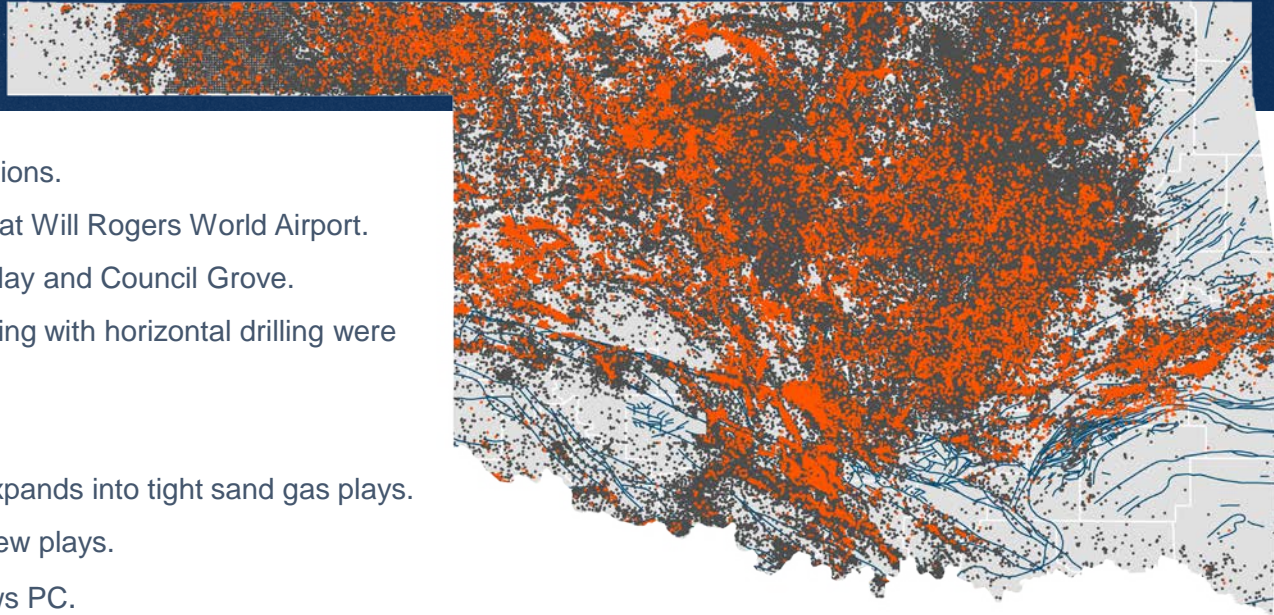 ions.
at Will Rogers World Airport.
lay and Council Grove.
ing with horizontal drilling were
xpands into tight sand gas plays.
ew plays.
vs PC.